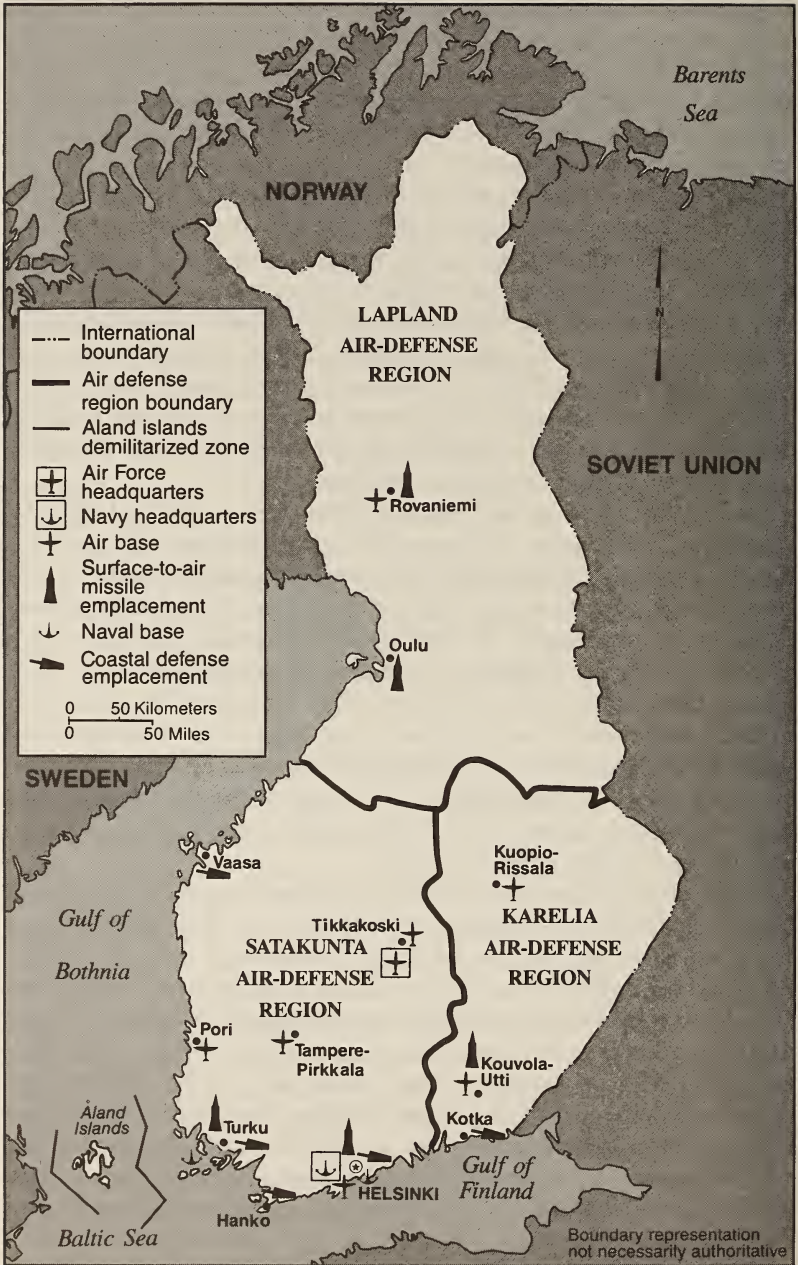 Barents
Sea
NORWAY
LAPLAND
AIR-DEFENSE
REGION
N
SOVIET UNION
International
boundary
Air defense
region boundary
Aland islands
demilitarized zone
Air Force
headquarters
Navy headquarters
Air base
Surface-to-air
missile
emplacement
Naval base
Coastal defense
emplacement
0 50 Kilometers
0 50 Miles
Rovaniemi
Oulu
SWEDEN
Vaasa
Kuopio-
Rissala
Gulf of
Bothnia
Tikkakoski
SATAKUNTA
AIR-DEFENSE
REGION
KARELIA
AIR-DEFENSE
REGION
Pori
Tampere-
Pirkkala
Kouvola-
Utti
Åland
Islands
Turku
Kotka
Gulf of
Finland
HELSINKI
Hanko
Baltic Sea
Boundary representation
not necessarily authoritative